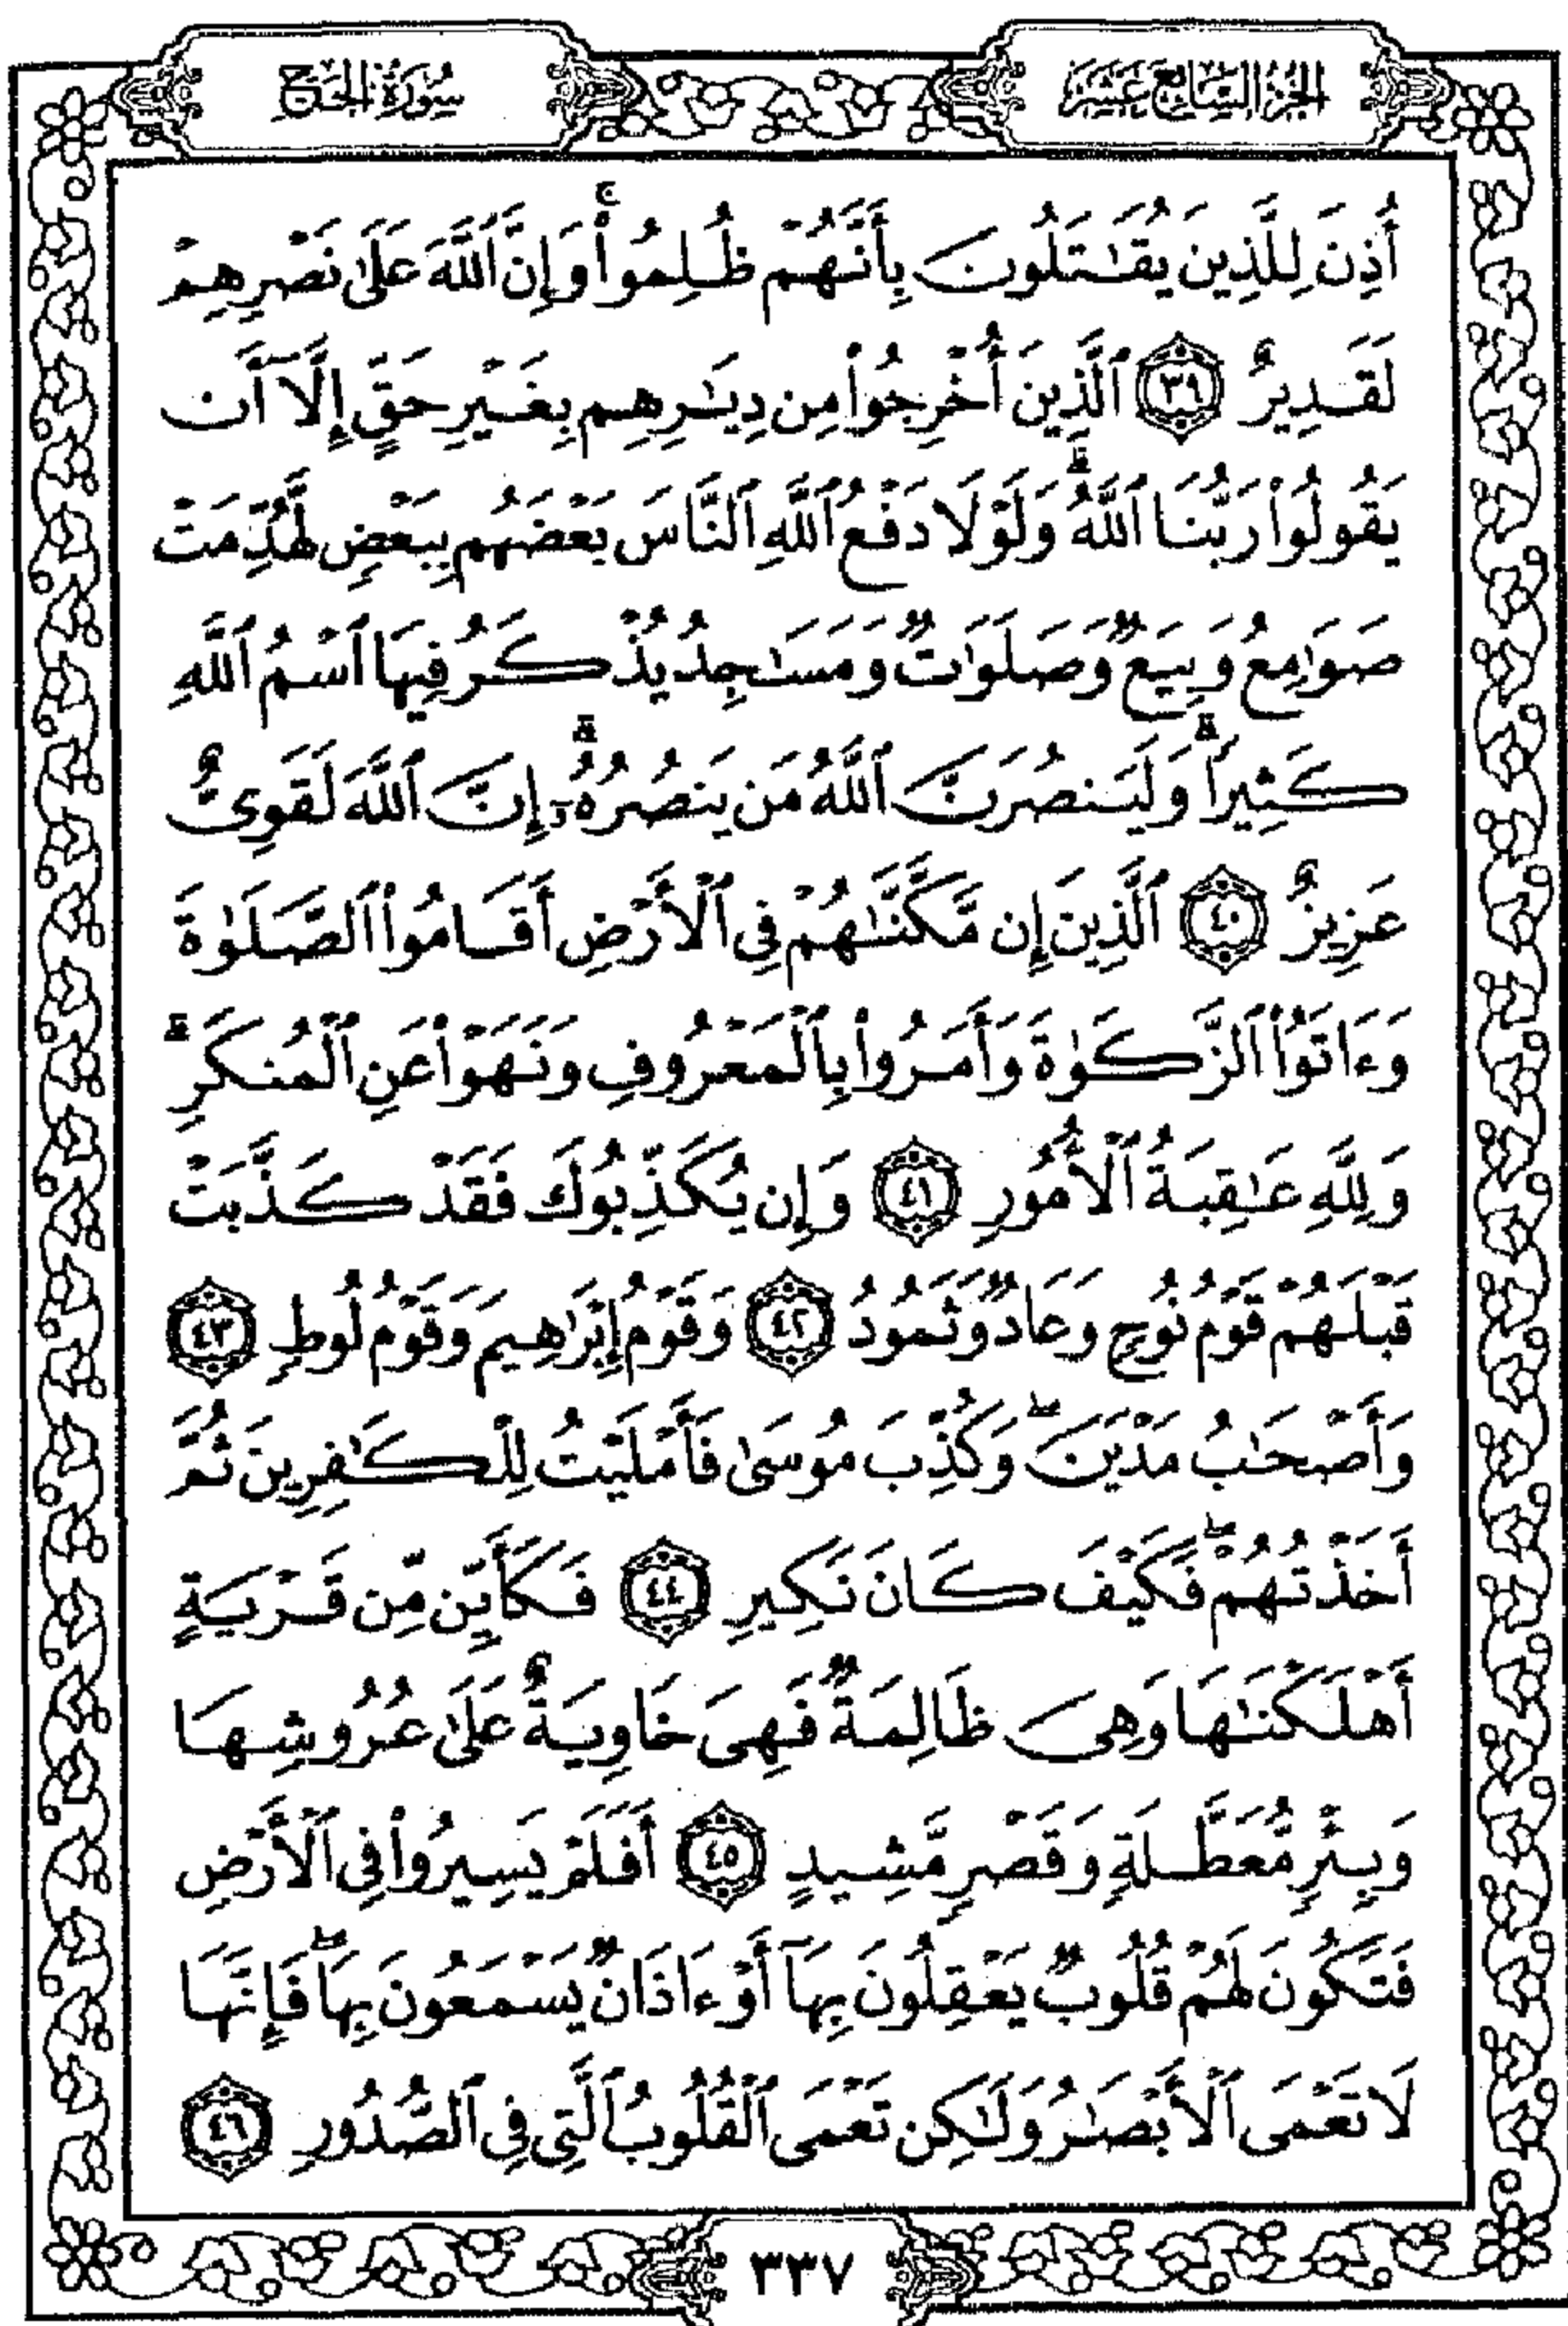 الجزء السابع عشر
سورة الحج
أُذِنَ لِلَّذِينَ يُقَٰتَلُونَ بِأَنَّهُمْ ظُلِمُوا۟ ۚ وَإِنَّ ٱللَّهَ عَلَىٰ نَصْرِهِمْ
لَقَدِيرٌ ٣٩ ٱلَّذِينَ أُخْرِجُوا۟ مِن دِيَٰرِهِم بِغَيْرِ حَقٍّ إِلَّآ أَن
يَقُولُوا۟ رَبُّنَا ٱللَّهُ ۗ وَلَوْلَا دَفْعُ ٱللَّهِ ٱلنَّاسَ بَعْضَهُم بِبَعْضٍ لَّهُدِّمَتْ
صَوَٰمِعُ وَبِيَعٌ وَصَلَوَٰتٌ وَمَسَٰجِدُ يُذْكَرُ فِيهَا ٱسْمُ ٱللَّهِ
كَثِيرًا ۗ وَلَيَنصُرَنَّ ٱللَّهُ مَن يَنصُرُهُۥٓ ۗ إِنَّ ٱللَّهَ لَقَوِىٌّ
عَزِيزٌ ٤٠ ٱلَّذِينَ إِن مَّكَّنَّٰهُمْ فِى ٱلْأَرْضِ أَقَامُوا۟ ٱلصَّلَوٰةَ
وَءَاتَوُا۟ ٱلزَّكَوٰةَ وَأَمَرُوا۟ بِٱلْمَعْرُوفِ وَنَهَوْا۟ عَنِ ٱلْمُنكَرِ ۗ
وَلِلَّهِ عَٰقِبَةُ ٱلْأُمُورِ ٤١ وَإِن يُكَذِّبُوكَ فَقَدْ كَذَّبَتْ
قَبْلَهُمْ قَوْمُ نُوحٍ وَعَادٌ وَثَمُودُ ٤٢ وَقَوْمُ إِبْرَٰهِيمَ وَقَوْمُ لُوطٍ ٤٣
وَأَصْحَٰبُ مَدْيَنَ ۖ وَكُذِّبَ مُوسَىٰ فَأَمْلَيْتُ لِلْكَٰفِرِينَ ثُمَّ
أَخَذْتُهُمْ ۖ فَكَيْفَ كَانَ نَكِيرِ ٤٤ فَكَأَيِّن مِّن قَرْيَةٍ
أَهْلَكْنَٰهَا وَهِىَ ظَالِمَةٌ فَهِىَ خَاوِيَةٌ عَلَىٰ عُرُوشِهَا
وَبِئْرٍ مُّعَطَّلَةٍ وَقَصْرٍ مَّشِيدٍ ٤٥ أَفَلَمْ يَسِيرُوا۟ فِى ٱلْأَرْضِ
فَتَكُونَ لَهُمْ قُلُوبٌ يَعْقِلُونَ بِهَآ أَوْ ءَاذَانٌ يَسْمَعُونَ بِهَا ۖ فَإِنَّهَا
لَا تَعْمَى ٱلْأَبْصَٰرُ وَلَٰكِن تَعْمَى ٱلْقُلُوبُ ٱلَّتِى فِى ٱلصُّدُورِ ٤٦
٣٣٧